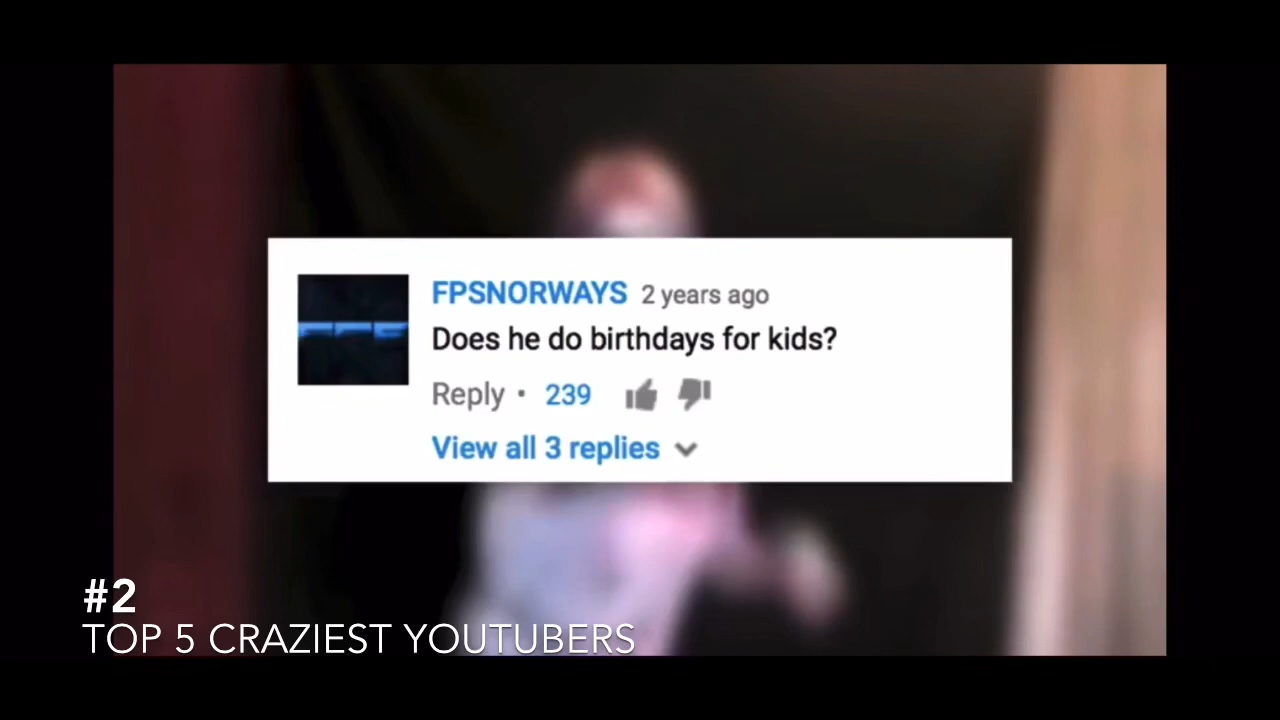 FPSNORWAYS 2 years ago
Does he do birthdays for kids?
Reply • 239
View all 3 replies
#2
TOP 5 CRAZIEST YOUTUBERS